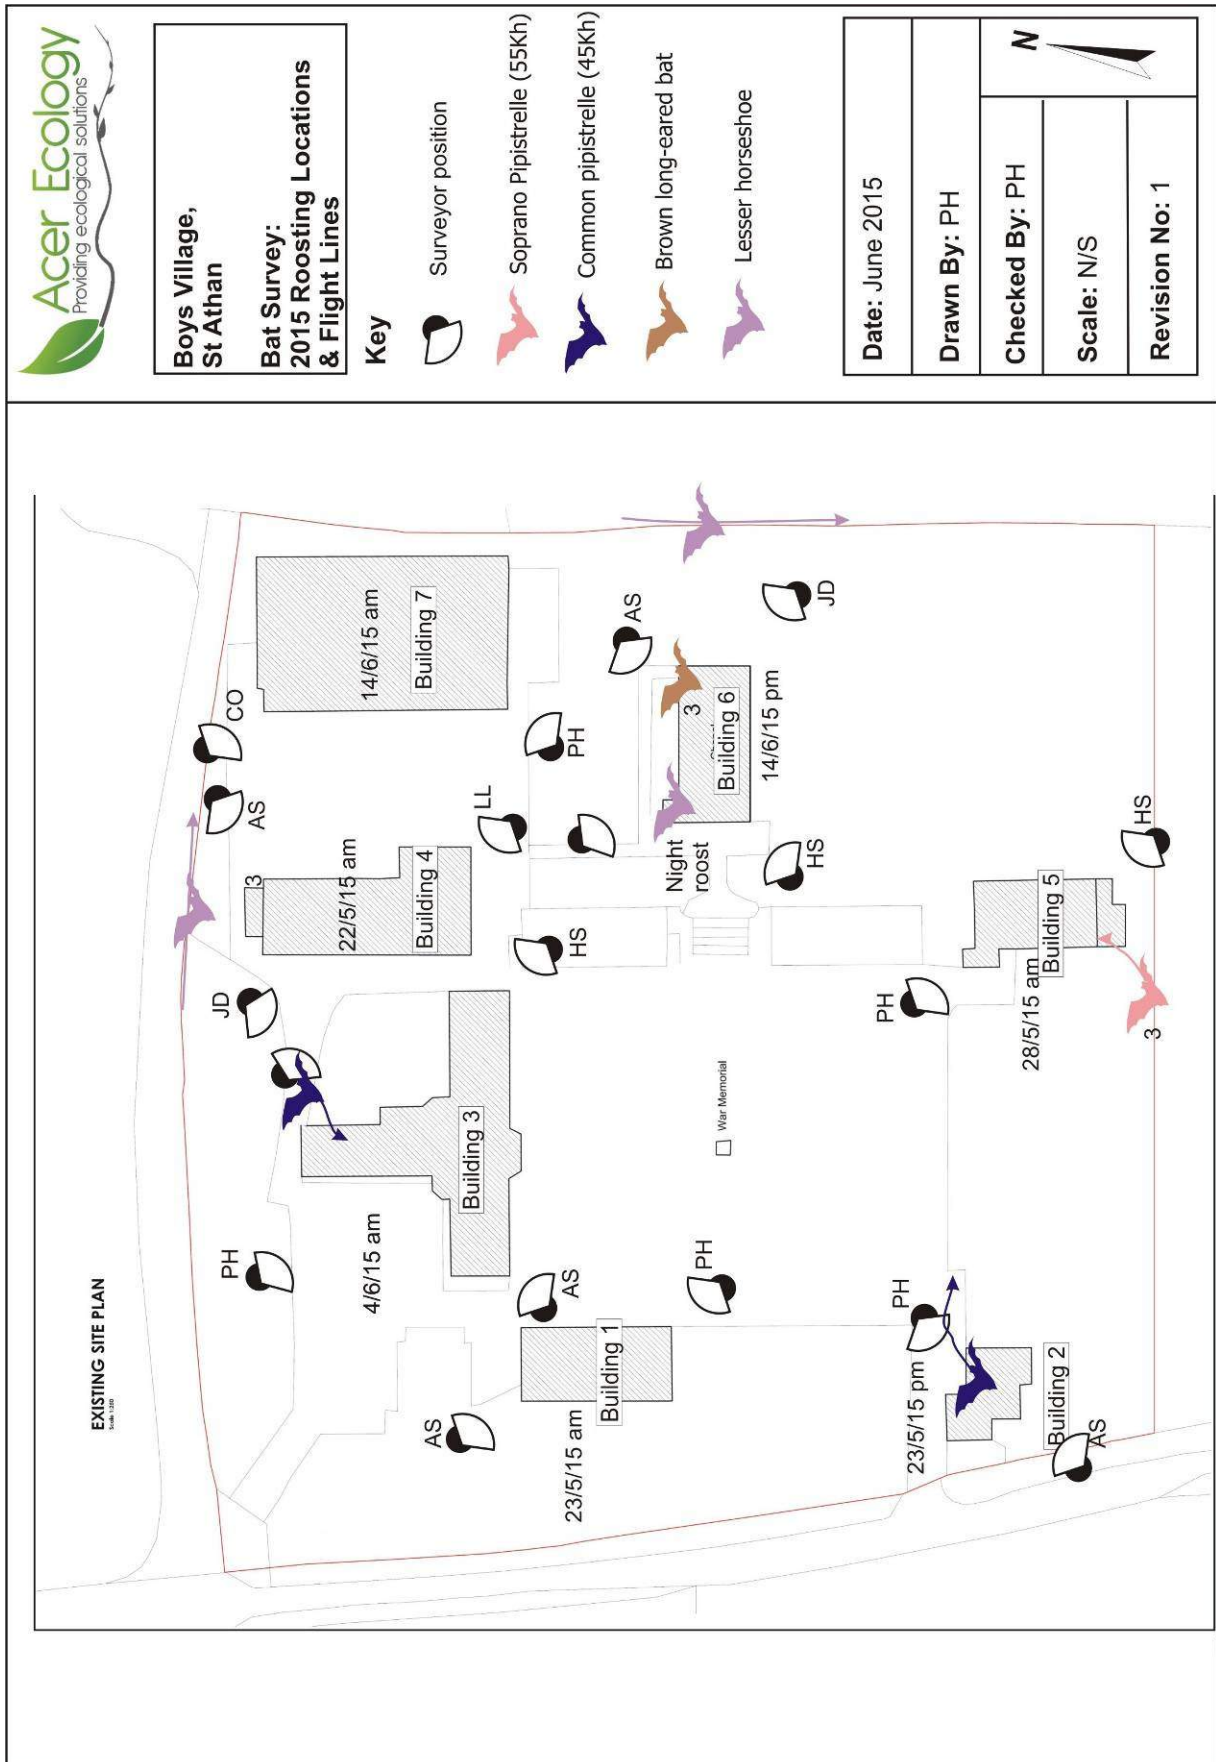 Acer Ecology
Providing ecological solutions
Boys Village,
St Athan
Bat Survey:
2015 Roosting Locations
& Flight Lines
Key
Surveyor position
Soprano Pipistrelle (55Kh)
Common pipistrelle (45Kh)
Brown long-eared bat
Lesser horseshoe
Date: June 2015
Drawn By: PH
Checked By: PH
Scale: N/S
Revision No: 1
N
EXISTING SITE PLAN
PH
JD
AS
CO
3
4/6/15 am
22/5/15 am
14/6/15 am
Building 4
Building 7
AS
Building 3
LL
AS
HS
PH
23/5/15 am
Building 1
AS
PH
War Memorial
Night
roost
3
Building 6
14/6/15 pm
HS
JD
23/5/15 pm
PH
PH
Building 2
AS
28/5/15 am
Building 5
3
HS